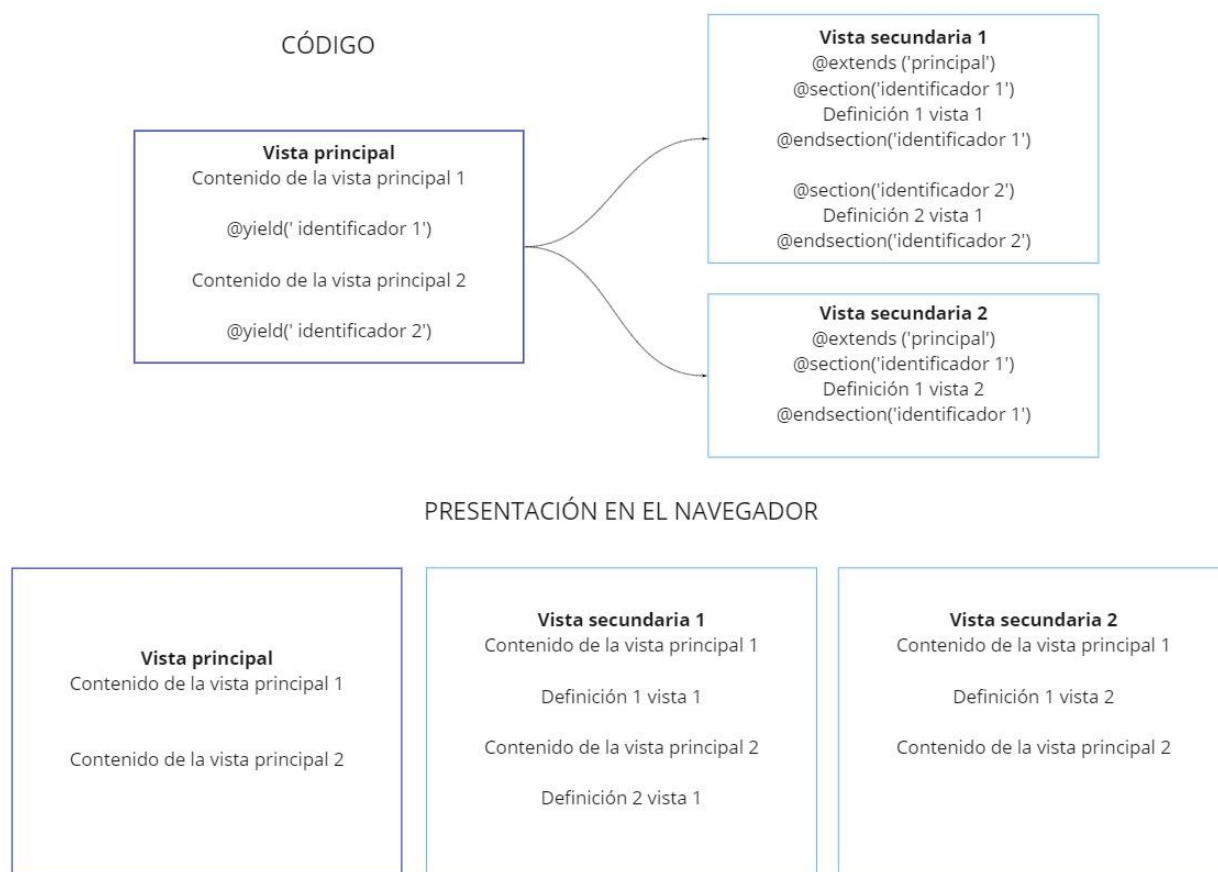 CÓDIGO
Vista principal
Contenido de la vista principal 1
@yield(' identificador 1')
Contenido de la vista principal 2
@yield(' identificador 2')
Vista secundaria 1
@extends ('principal')
@section('identificador 1')
Definición 1 vista 1
@endsection('identificador 1')
@section('identificador 2')
Definición 2 vista 1
@endsection('identificador 2')
Vista secundaria 2
@extends ('principal')
@section('identificador 1')
Definición 1 vista 2
@endsection('identificador 1')
PRESENTACIÓN EN EL NAVEGADOR
Vista principal
Contenido de la vista principal 1
Contenido de la vista principal 2
Vista secundaria 1
Contenido de la vista principal 1
Definición 1 vista 1
Contenido de la vista principal 2
Definición 2 vista 1
Vista secundaria 2
Contenido de la vista principal 1
Definición 1 vista 2
Contenido de la vista principal 2